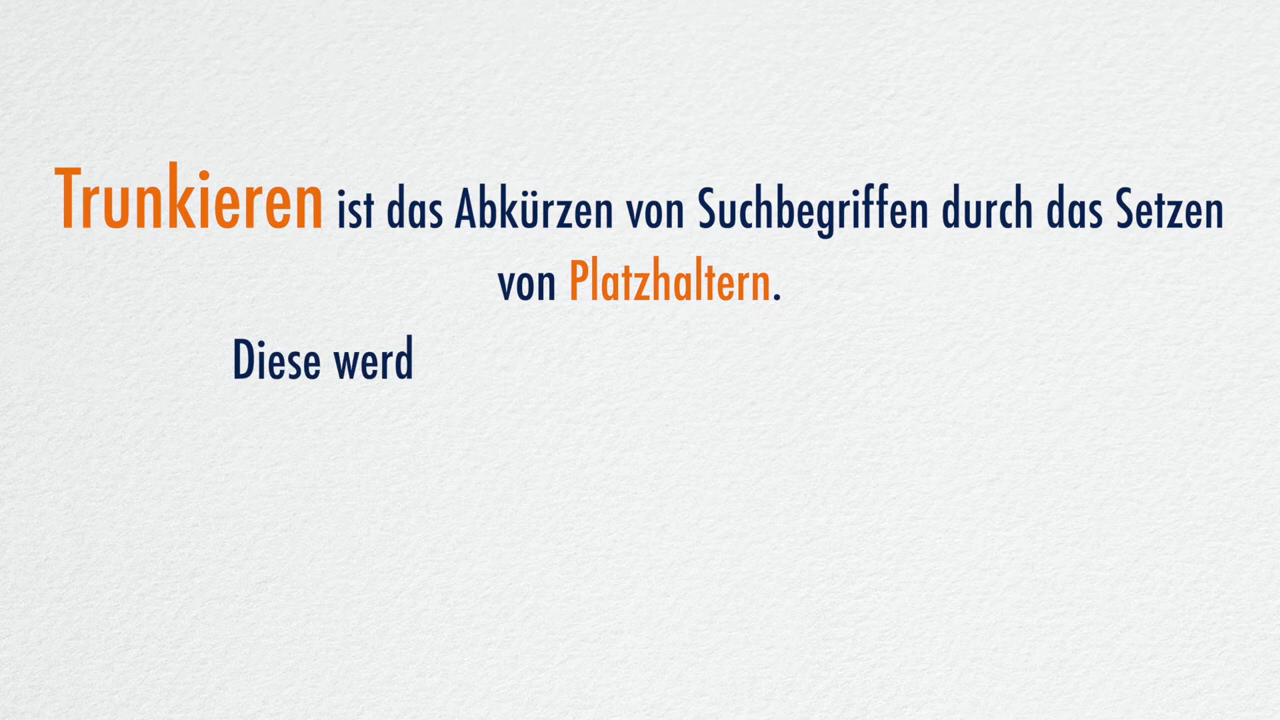 Trunkieren ist das Abkürzen von Suchbegriffen durch das Setzen
von Platzhaltern.
Diese werd